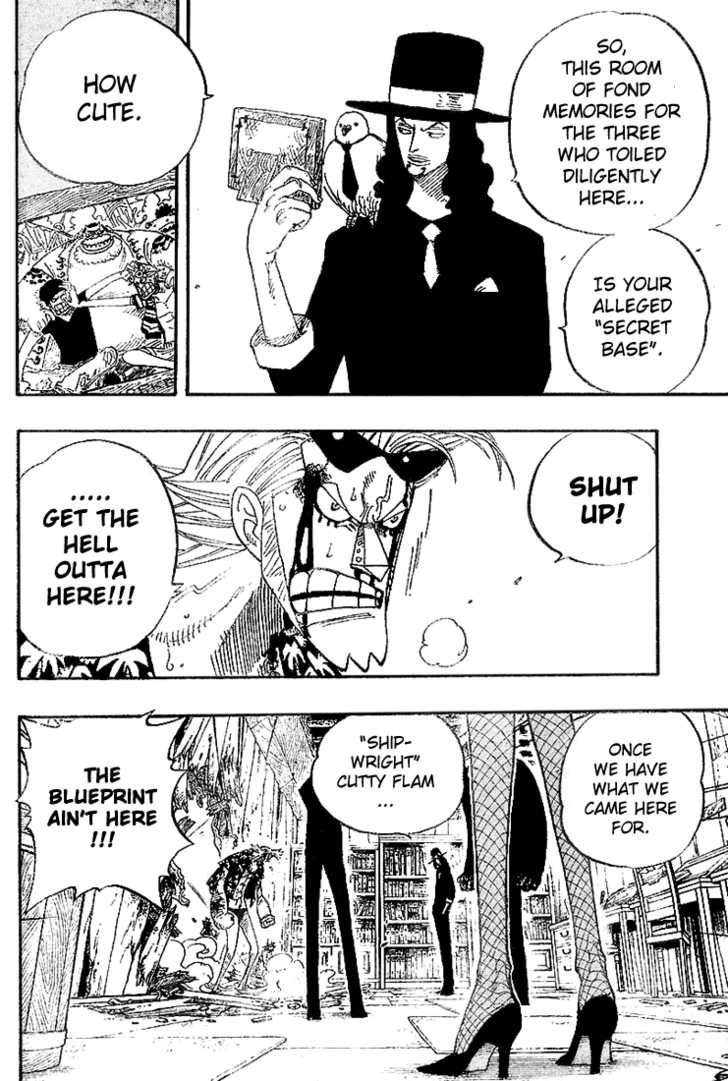 SO,
THIS ROOM
OF FOND
MEMORIES FOR
THE THREE
WHO TOILED
DILIGENTLY
HERE...
IS YOUR
ALLEGED
"SECRET
BASE".
HOW
CUTE.
SHUT
UP!
.....
GET THE
HELL
OUTTA
HERE!!!
ONCE
WE HAVE
WHAT WE
CAME HERE
FOR.
"SHIP-
WRIGHT"
CUTTY FLAM
...
THE
BLUEPRINT
AIN'T HERE
!!!